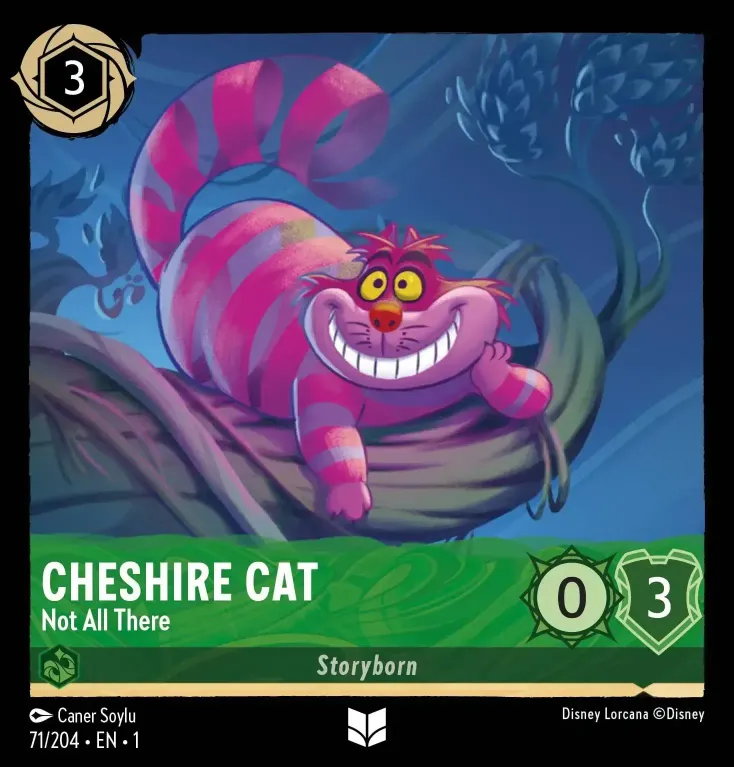 3
CHESHIRE CAT
Not All There
0
3
Storyborn
Caner Soylu
Disney Lorcana ©Disney
71/204 • EN • 1